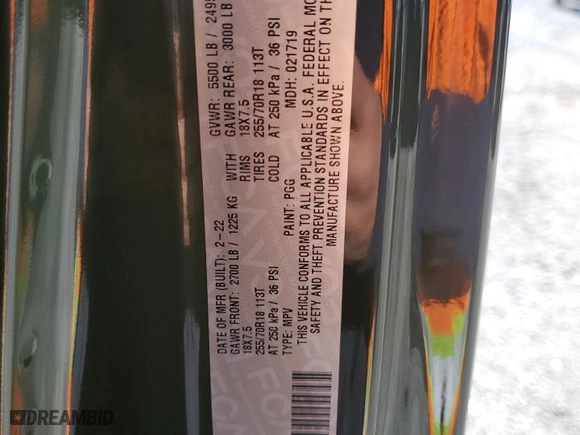 DATE OF MFR (BUILT): 2-22 GVWR: 5500 LB / 249
GAWR FRONT: 2700 LB / 1225 KG WITH GAWR REAR: 3000 LB
18X7.5 RIMS 18X7.5
255/70R18 113T TIRES 255/70R18 113T
AT 250 kPa / 36 PSI COLD AT 250 kPa / 36 PSI
TYPE: MPV PAINT: PGG MDH: 021719
THIS VEHICLE CONFORMS TO ALL APPLICABLE U.S.A. FEDERAL MO
SAFETY AND THEFT PREVENTION STANDARDS IN EFFECT ON TH
MANUFACTURE SHOWN ABOVE.
DREAMBID